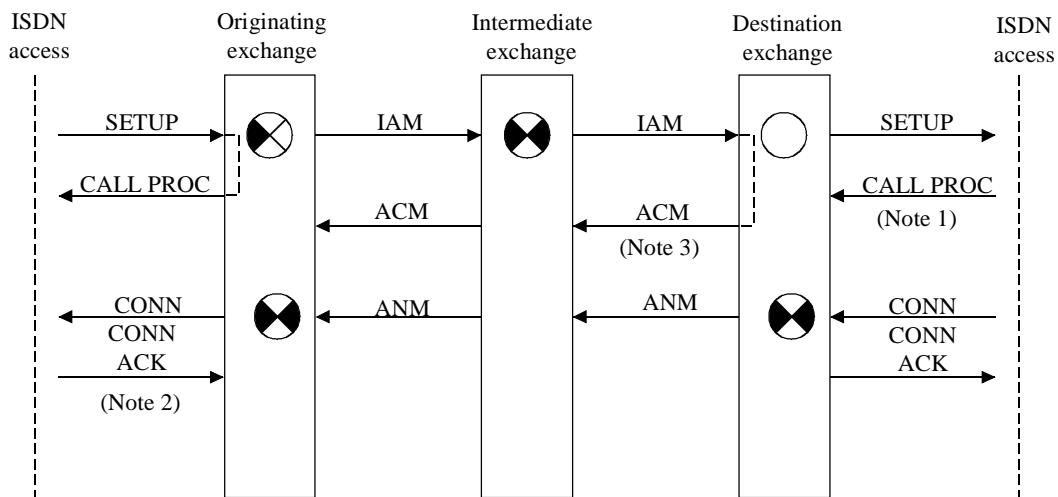 ISDN
access
Originating
exchange
Intermediate
exchange
Destination
exchange
ISDN
access
SETUP
IAM
IAM
SETUP
CALL PROC
CALL PROC
ACM
ACM
(Note 1)
(Note 3)
CONN
ANM
ANM
CONN
CONN
CONN
ACK
ACK
(Note 2)